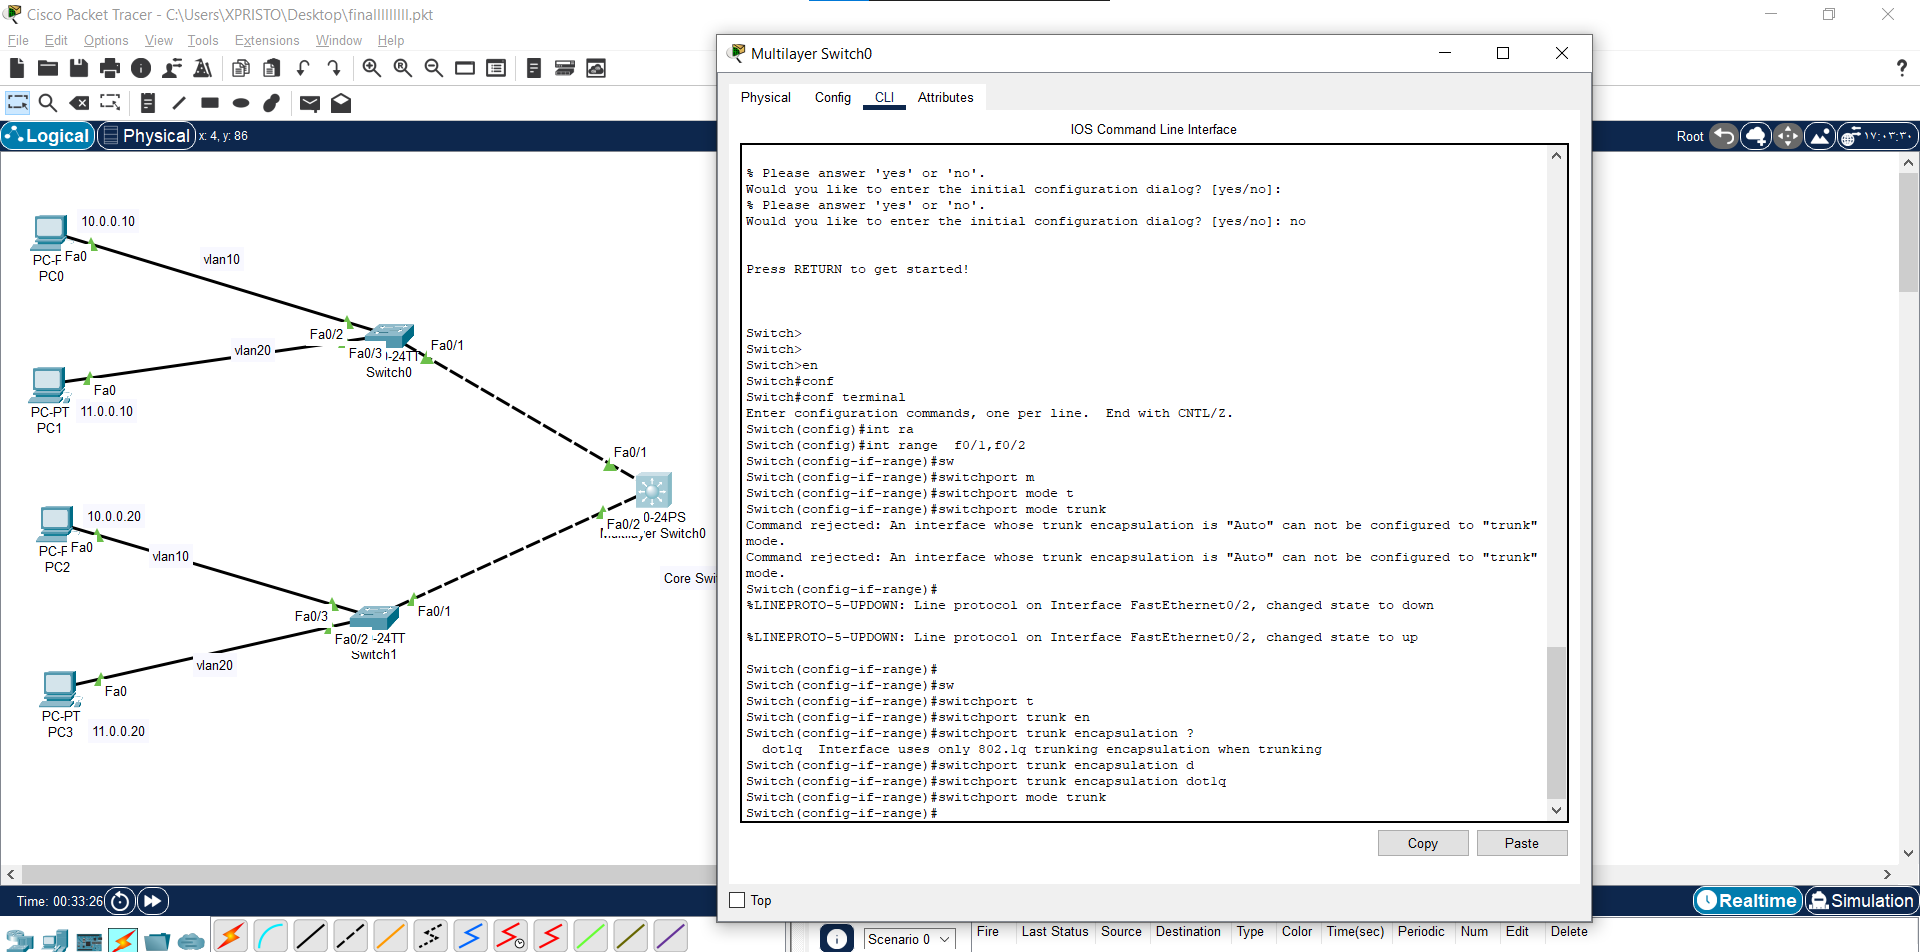 Cisco Packet Tracer - C:\Users\XPRISTO\Desktop\finalllllllll.pkt
File Edit Options View Tools Extensions Window Help
Logical Physical x: 4, y: 86
Root ١٧:٠٣:٣٠
10.0.0.10
Fa0
PC0
vlan10
Fa0/2
vlan20
Fa0/3
Fa0/1
-24TT
Switch0
Fa0
PC-PT
PC1
11.0.0.10
Fa0/1
Fa0/2
0-24PS
Multilayer Switch0
Core Swi
10.0.0.20
Fa0
PC2
vlan10
Fa0/3
Fa0/1
Fa0/2
-24TT
Switch1
vlan20
Fa0
PC-PT
PC3
11.0.0.20
Multilayer Switch0
Physical Config CLI Attributes
IOS Command Line Interface
% Please answer 'yes' or 'no'.
Would you like to enter the initial configuration dialog? [yes/no]:
% Please answer 'yes' or 'no'.
Would you like to enter the initial configuration dialog? [yes/no]: no
Press RETURN to get started!
Switch>
Switch>
Switch>en
Switch#conf
Switch#conf terminal
Enter configuration commands, one per line.  End with CNTL/Z.
Switch(config)#int ra
Switch(config)#int range  f0/1,f0/2
Switch(config-if-range)#sw
Switch(config-if-range)#switchport m
Switch(config-if-range)#switchport mode t
Switch(config-if-range)#switchport mode trunk
Command rejected: An interface whose trunk encapsulation is "Auto" can not be configured to "trunk"
mode.
Command rejected: An interface whose trunk encapsulation is "Auto" can not be configured to "trunk"
mode.
Switch(config-if-range)#
%LINEPROTO-5-UPDOWN: Line protocol on Interface FastEthernet0/2, changed state to down
%LINEPROTO-5-UPDOWN: Line protocol on Interface FastEthernet0/2, changed state to up
Switch(config-if-range)#
Switch(config-if-range)#sw
Switch(config-if-range)#switchport t
Switch(config-if-range)#switchport trunk en
Switch(config-if-range)#switchport trunk encapsulation ?
dot1q  Interface uses only 802.1q trunking encapsulation when trunking
Switch(config-if-range)#switchport trunk encapsulation d
Switch(config-if-range)#switchport trunk encapsulation dot1q
Switch(config-if-range)#switchport mode trunk
Switch(config-if-range)#
Copy Paste
Top
Time: 00:33:26
Realtime Simulation
Scenario 0
Fire Last Status Source Destination Type Color Time(sec) Periodic Num Edit Delete